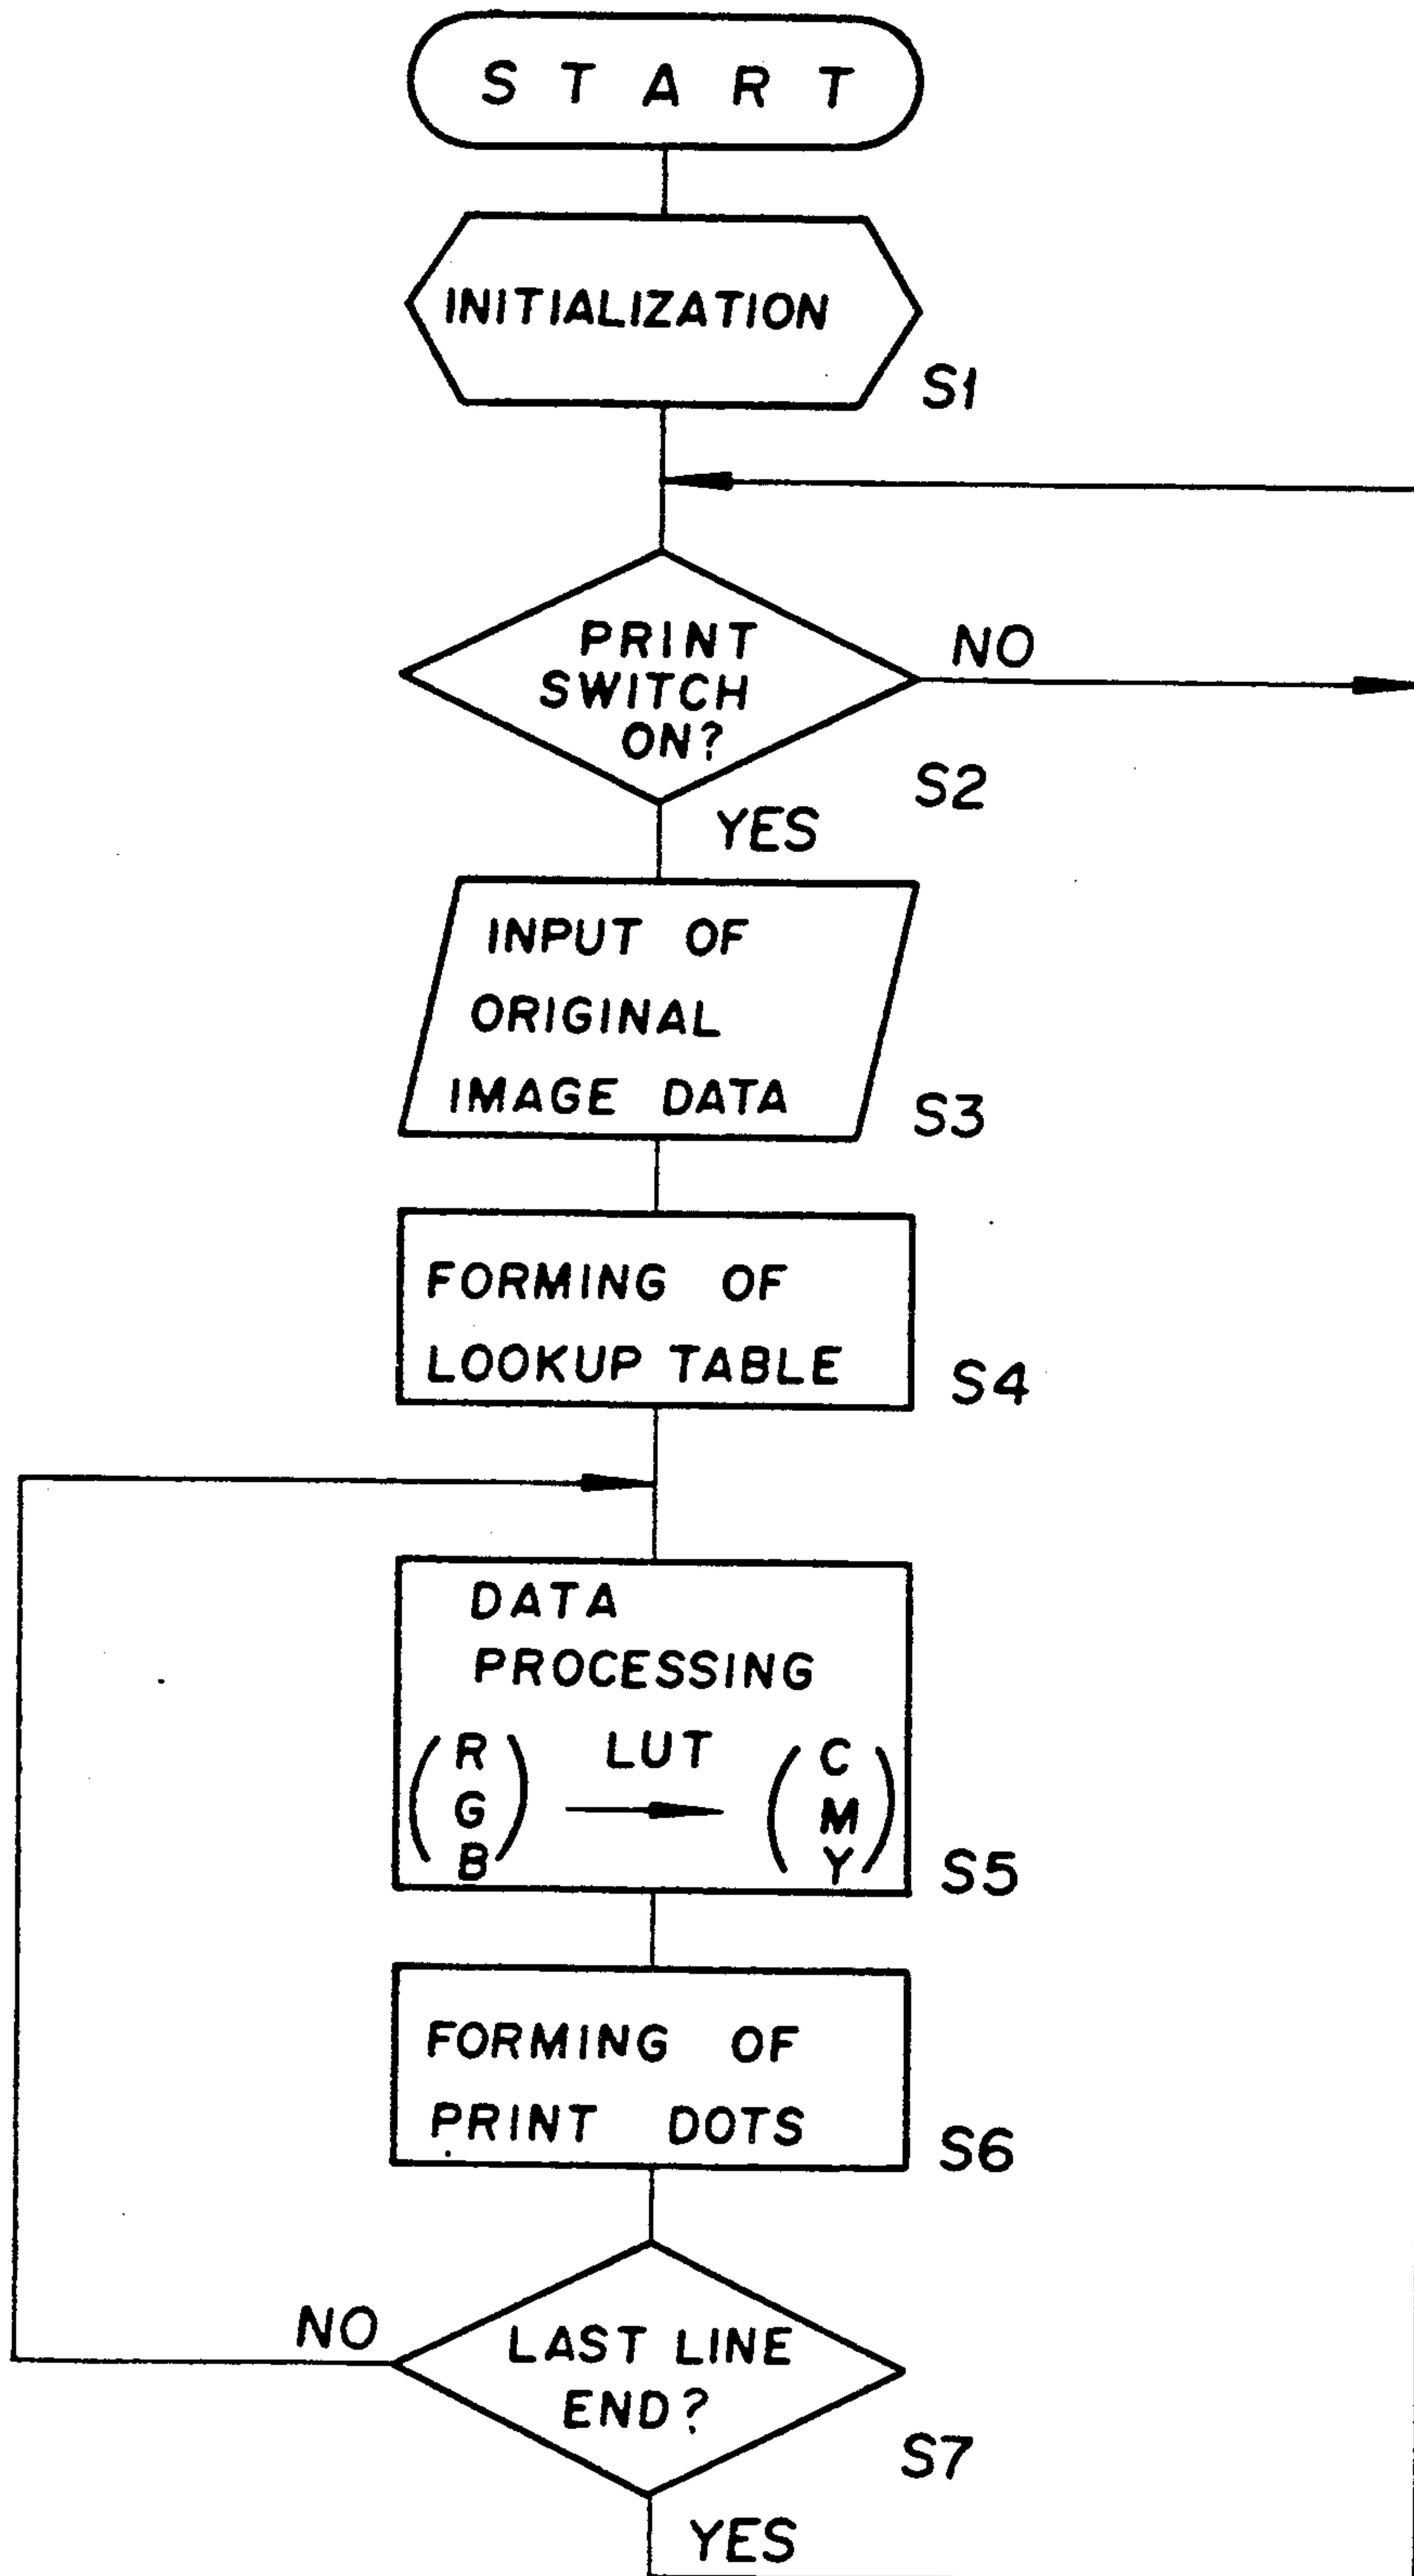 START
INITIALIZATION
S1
PRINT
SWITCH
ON?
NO
S2
YES
INPUT OF
ORIGINAL
IMAGE DATA
S3
FORMING OF
LOOKUP TABLE
S4
DATA
PROCESSING
R LUT C
G M
B Y
S5
FORMING OF
PRINT DOTS
S6
NO
LAST LINE
END?
S7
YES